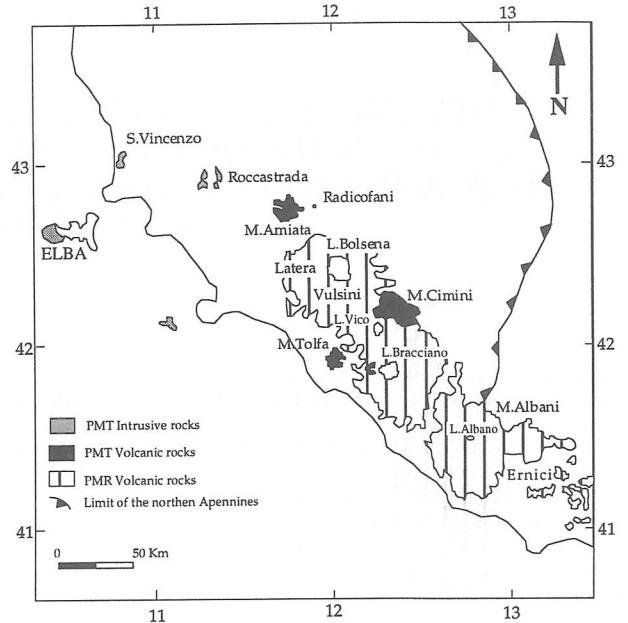 11 12 13
N
S.Vincenzo
43 43
Roccastrada
Radicofani
M.Amiata
ELBA
L.Bolsena
Latera
Vulsini
M.Cimini
L.Vico
42 42
M.Tolfa
L.Bracciano
M.Albani
L.Albano
Ernici
PMT Intrusive rocks
PMT Volcanic rocks
PMR Volcanic rocks
Limit of the northen Apennines
41 41
0 50 Km
11 12 13